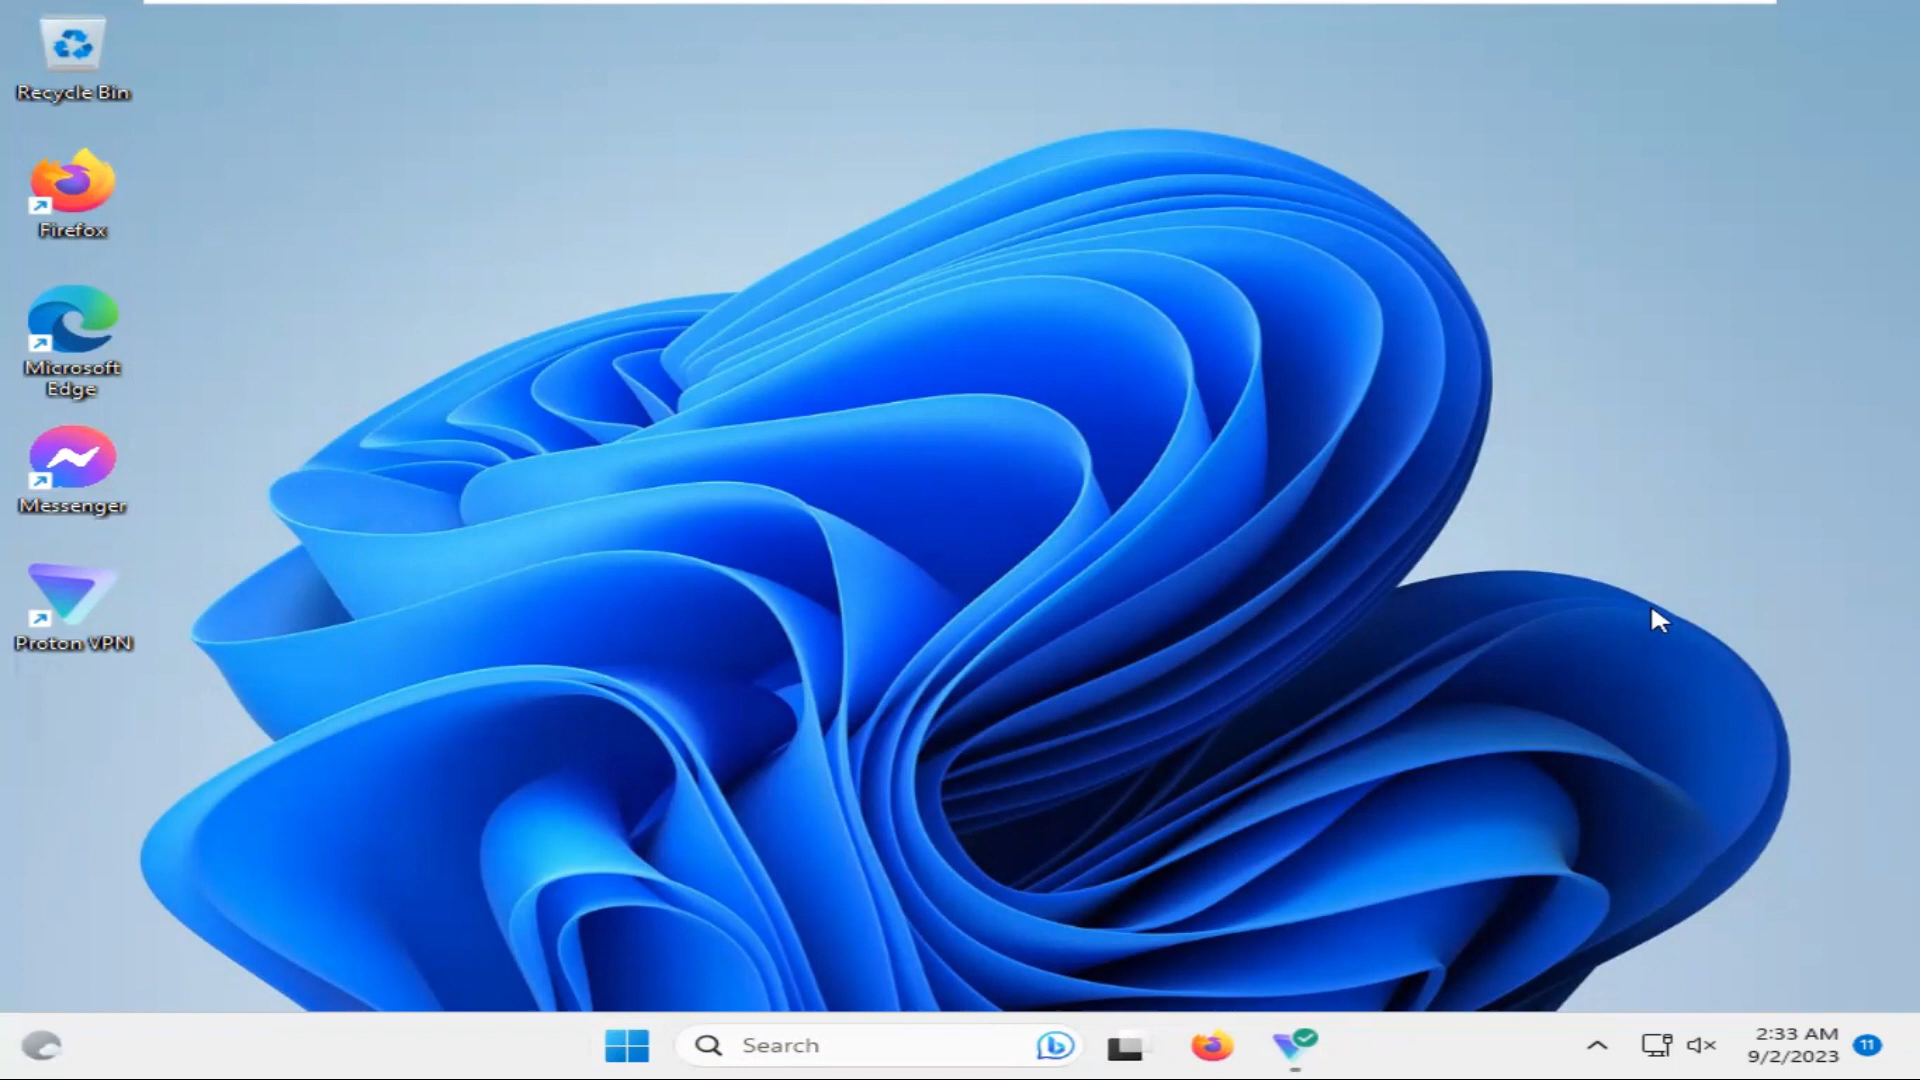 Recycle Bin
Firefox
Microsoft
Edge
Messenger
Proton VPN
Search
2:33 AM
9/2/2023
11